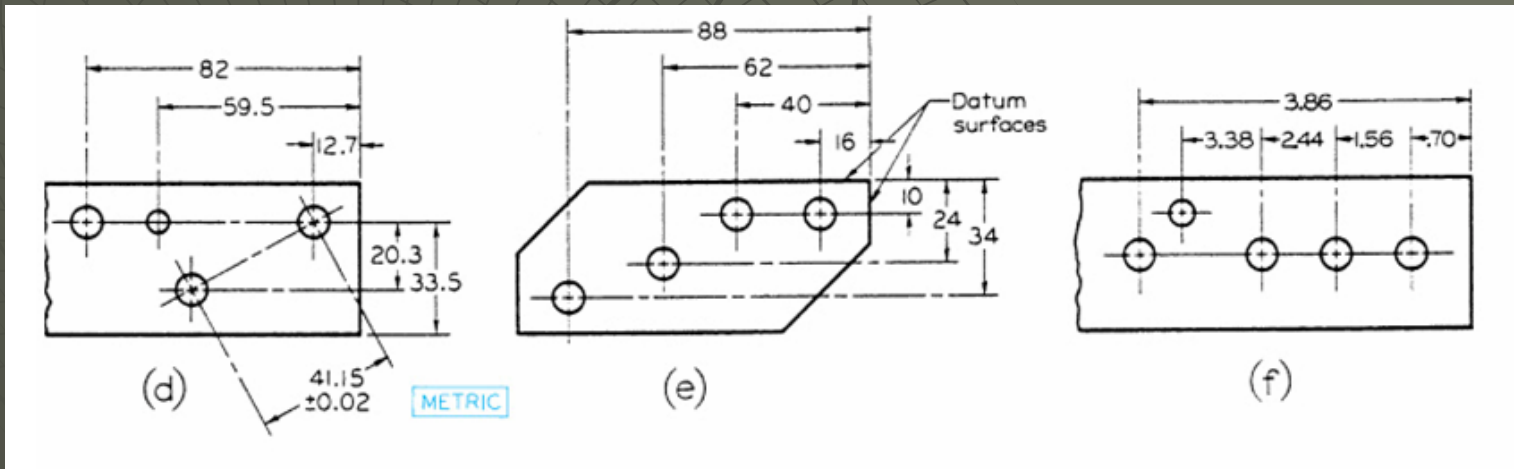 82
59.5
12.7
20.3
33.5
41.15
±0.02
(d)
METRIC
88
62
40
16
Datum
surfaces
10
24
34
(e)
3.86
3.38 2.44 1.56 .70
(f)